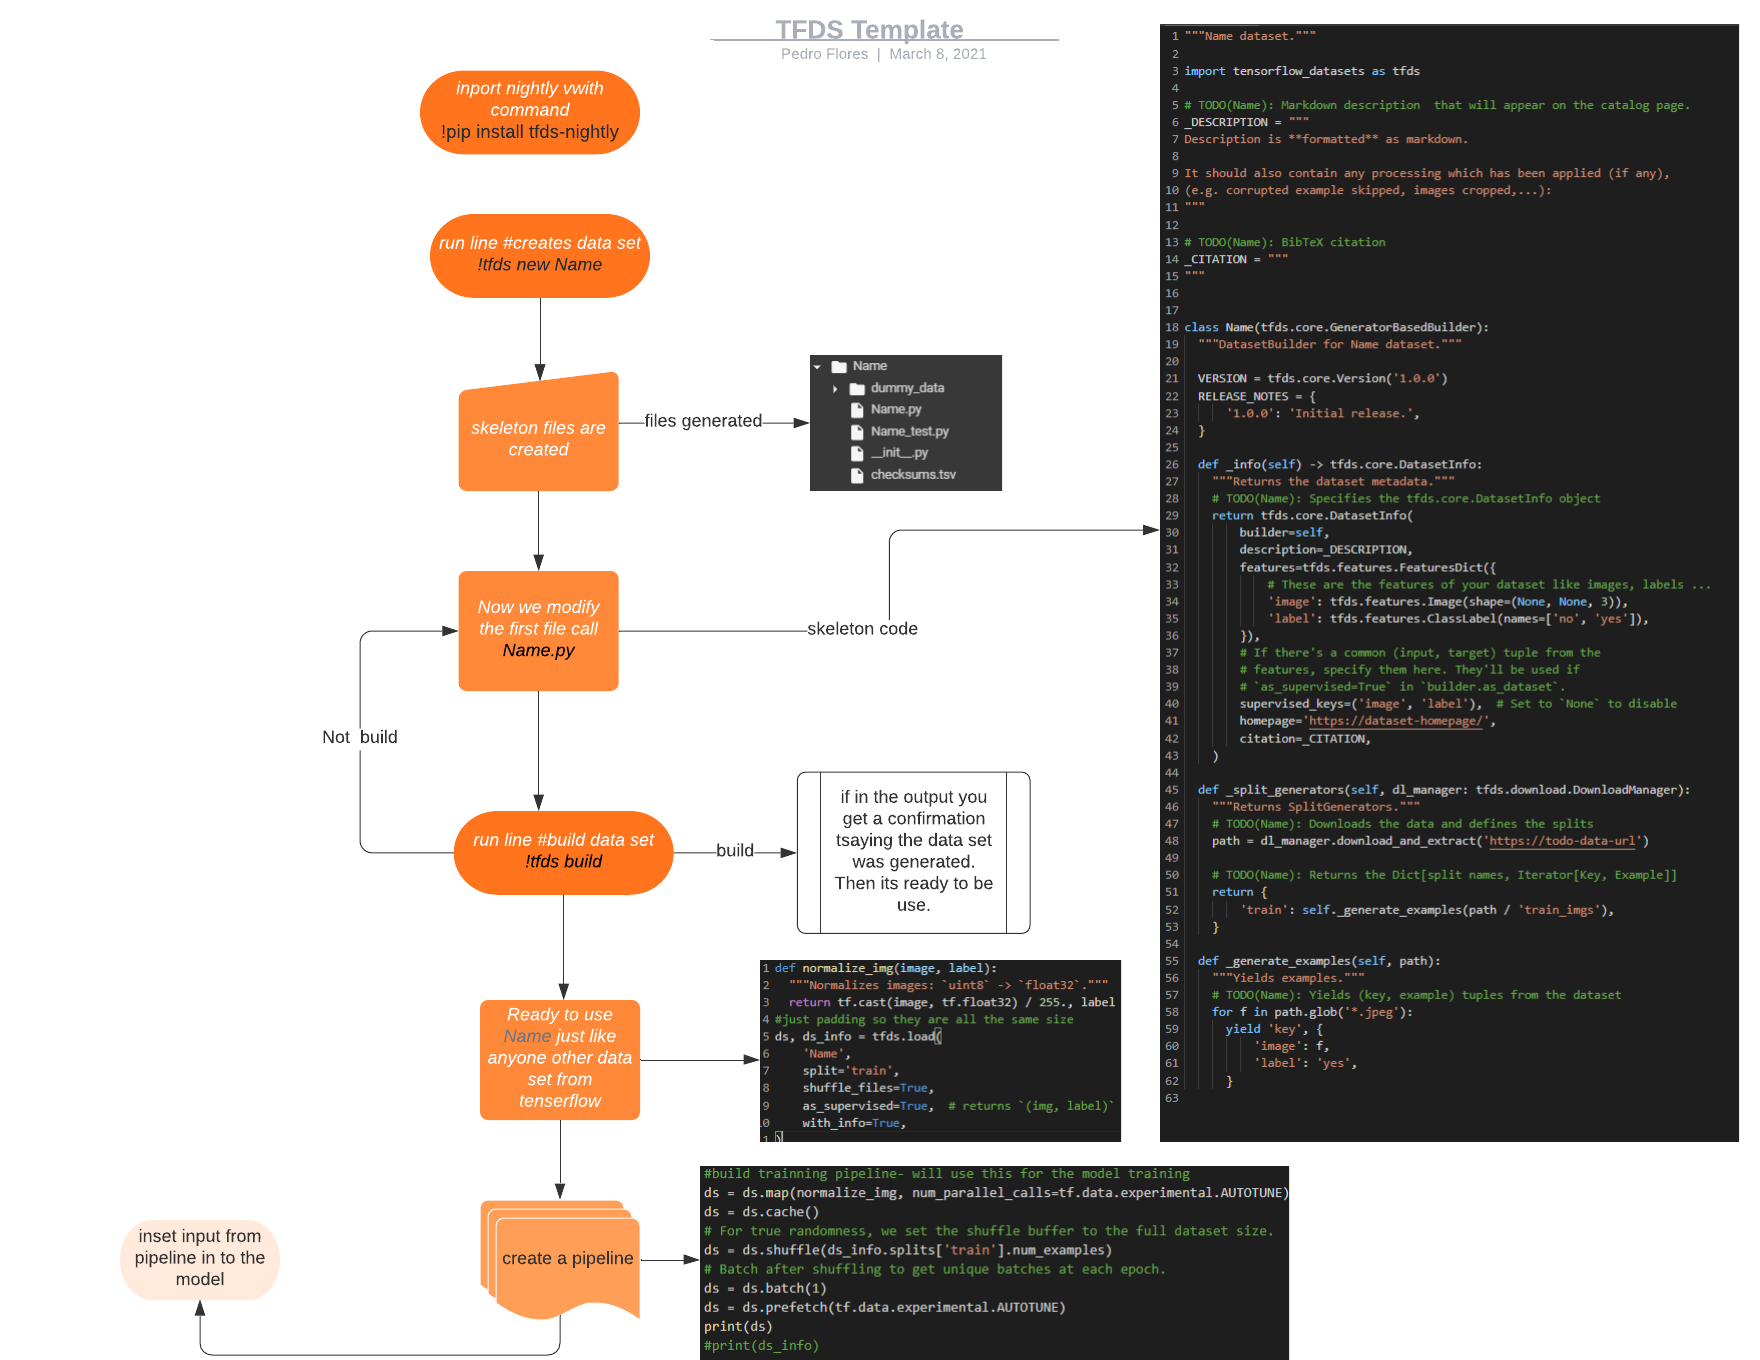 TFDS Template
Pedro Flores | March 8, 2021
inport nightly vwith
command
!pip install tfds-nightly
run line #creates data set
!tfds new Name
skeleton files are
created
files generated
Name
dummy_data
Name.py
Name_test.py
__init__.py
checksums.tsv
Now we modify
the first file call
Name.py
skeleton code
Not build
run line #build data set
!tfds build
build
if in the output you
get a confirmation
tsaying the data set
was generated.
Then its ready to be
use.
Ready to use
Name just like
anyone other data
set from
tenserflow
1 def normalize_img(image, label):
2   """Normalizes images: `uint8` -> `float32`."""
3   return tf.cast(image, tf.float32) / 255., label
4 #just padding so they are all the same size
5 ds, ds_info = tfds.load(
6     'Name',
7     split='train',
8     shuffle_files=True,
9     as_supervised=True,  # returns `(img, label)`
.0     with_info=True,
1 )
create a pipeline
#build trainning pipeline- will use this for the model training
ds = ds.map(normalize_img, num_parallel_calls=tf.data.experimental.AUTOTUNE)
ds = ds.cache()
# For true randomness, we set the shuffle buffer to the full dataset size.
ds = ds.shuffle(ds_info.splits['train'].num_examples)
# Batch after shuffling to get unique batches at each epoch.
ds = ds.batch(1)
ds = ds.prefetch(tf.data.experimental.AUTOTUNE)
print(ds)
#print(ds_info)
inset input from
pipeline in to the
model
1 """Name dataset."""
2
3 import tensorflow_datasets as tfds
4
5 # TODO(Name): Markdown description  that will appear on the catalog page.
6 _DESCRIPTION = """
7 Description is **formatted** as markdown.
8
9 It should also contain any processing which has been applied (if any),
10 (e.g. corrupted example skipped, images cropped,...):
11 """
12
13 # TODO(Name): BibTeX citation
14 _CITATION = """
15 """
16
17
18 class Name(tfds.core.GeneratorBasedBuilder):
19   """DatasetBuilder for Name dataset."""
20
21   VERSION = tfds.core.Version('1.0.0')
22   RELEASE_NOTES = {
23       '1.0.0': 'Initial release.',
24   }
25
26   def _info(self) -> tfds.core.DatasetInfo:
27     """Returns the dataset metadata."""
28     # TODO(Name): Specifies the tfds.core.DatasetInfo object
29     return tfds.core.DatasetInfo(
30         builder=self,
31         description=_DESCRIPTION,
32         features=tfds.features.FeaturesDict({
33             # These are the features of your dataset like images, labels ...
34             'image': tfds.features.Image(shape=(None, None, 3)),
35             'label': tfds.features.ClassLabel(names=['no', 'yes']),
36         }),
37         # If there's a common (input, target) tuple from the
38         # features, specify them here. They'll be used if
39         # `as_supervised=True` in `builder.as_dataset`.
40         supervised_keys=('image', 'label'),  # Set to `None` to disable
41         homepage='https://dataset-homepage/',
42         citation=_CITATION,
43     )
44
45   def _split_generators(self, dl_manager: tfds.download.DownloadManager):
46     """Returns SplitGenerators."""
47     # TODO(Name): Downloads the data and defines the splits
48     path = dl_manager.download_and_extract('https://todo-data-url')
49
50     # TODO(Name): Returns the Dict[split names, Iterator[Key, Example]]
51     return {
52         'train': self._generate_examples(path / 'train_imgs'),
53     }
54
55   def _generate_examples(self, path):
56     """Yields examples."""
57     # TODO(Name): Yields (key, example) tuples from the dataset
58     for f in path.glob('*.jpeg'):
59       yield 'key', {
60           'image': f,
61           'label': 'yes',
62       }
63